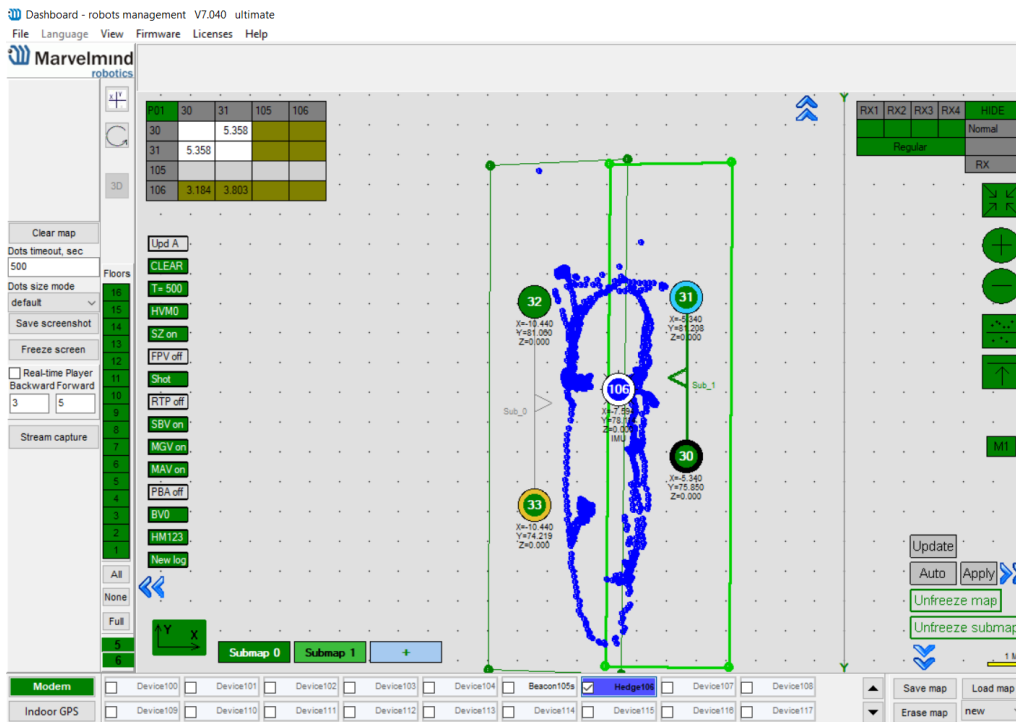 Dashboard - robots management V7.040 ultimate
File Language View Firmware Licenses Help
Marvelmind
robotics
P01 30 31 105 106
30 5.358
31 5.358
105
106 3.184 3.803
RX1 RX2 RX3 RX4 HIDE
Normal
Regular
RX
3D
Clear map
Dots timeout, sec
500
Dots size mode
default
Save screenshot
Freeze screen
Real-time Player
Backward Forward
3 5
Stream capture
Floors
16
15
14
13
12
11
10
9
8
7
6
5
4
3
2
1
All
None
Full
5
6
Upd A
CLEAR
T= 500
HVM0
SZ on
FPV off
Shot
RTP off
SBV on
MGV on
MAV on
PBA off
BV0
HM123
New log
32
X=-10.440
Y=81.060
Z=0.000
31
X=-5.340
Y=81.208
Z=0.000
Sub_1
106
IMU
Sub_0
30
X=-5.340
Y=75.850
Z=0.000
33
X=-10.440
Y=74.219
Z=0.000
M1
Update
Auto Apply
Unfreeze map
Unfreeze submap
1 M
Y X
Submap 0 Submap 1 +
Modem Device100 Device101 Device102 Device103 Device104 Beacon105s Hedge106 Device107 Device108 Save map Load map
Indoor GPS Device109 Device110 Device111 Device112 Device113 Device114 Device115 Device116 Device117 Erase map new